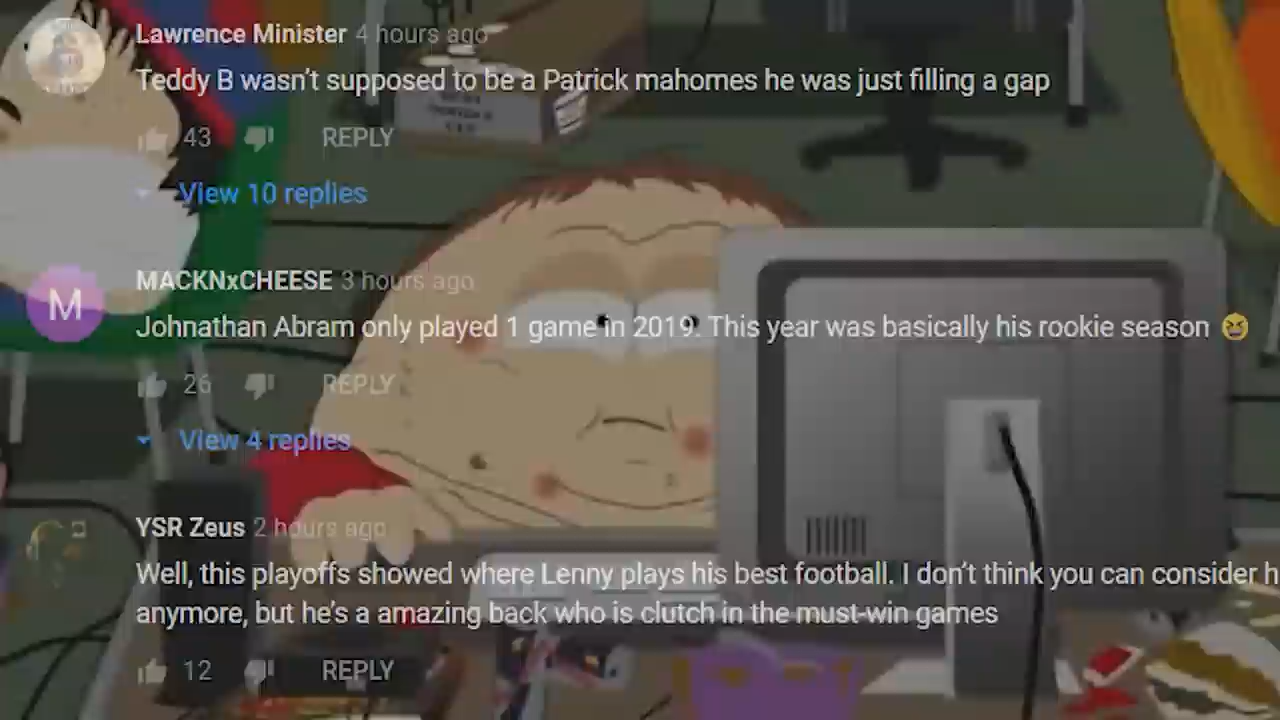 Lawrence Minister 4 hours ago
Teddy B wasn't supposed to be a Patrick mahomes he was just filling a gap
43 REPLY
View 10 replies
M
MACKNxCHEESE 3 hours ago
Johnathan Abram only played 1 game in 2019. This year was basically his rookie season 😆
26 REPLY
View 4 replies
YSR Zeus 2 hours ago
Well, this playoffs showed where Lenny plays his best football. I don't think you can consider h
anymore, but he's a amazing back who is clutch in the must-win games
12 REPLY